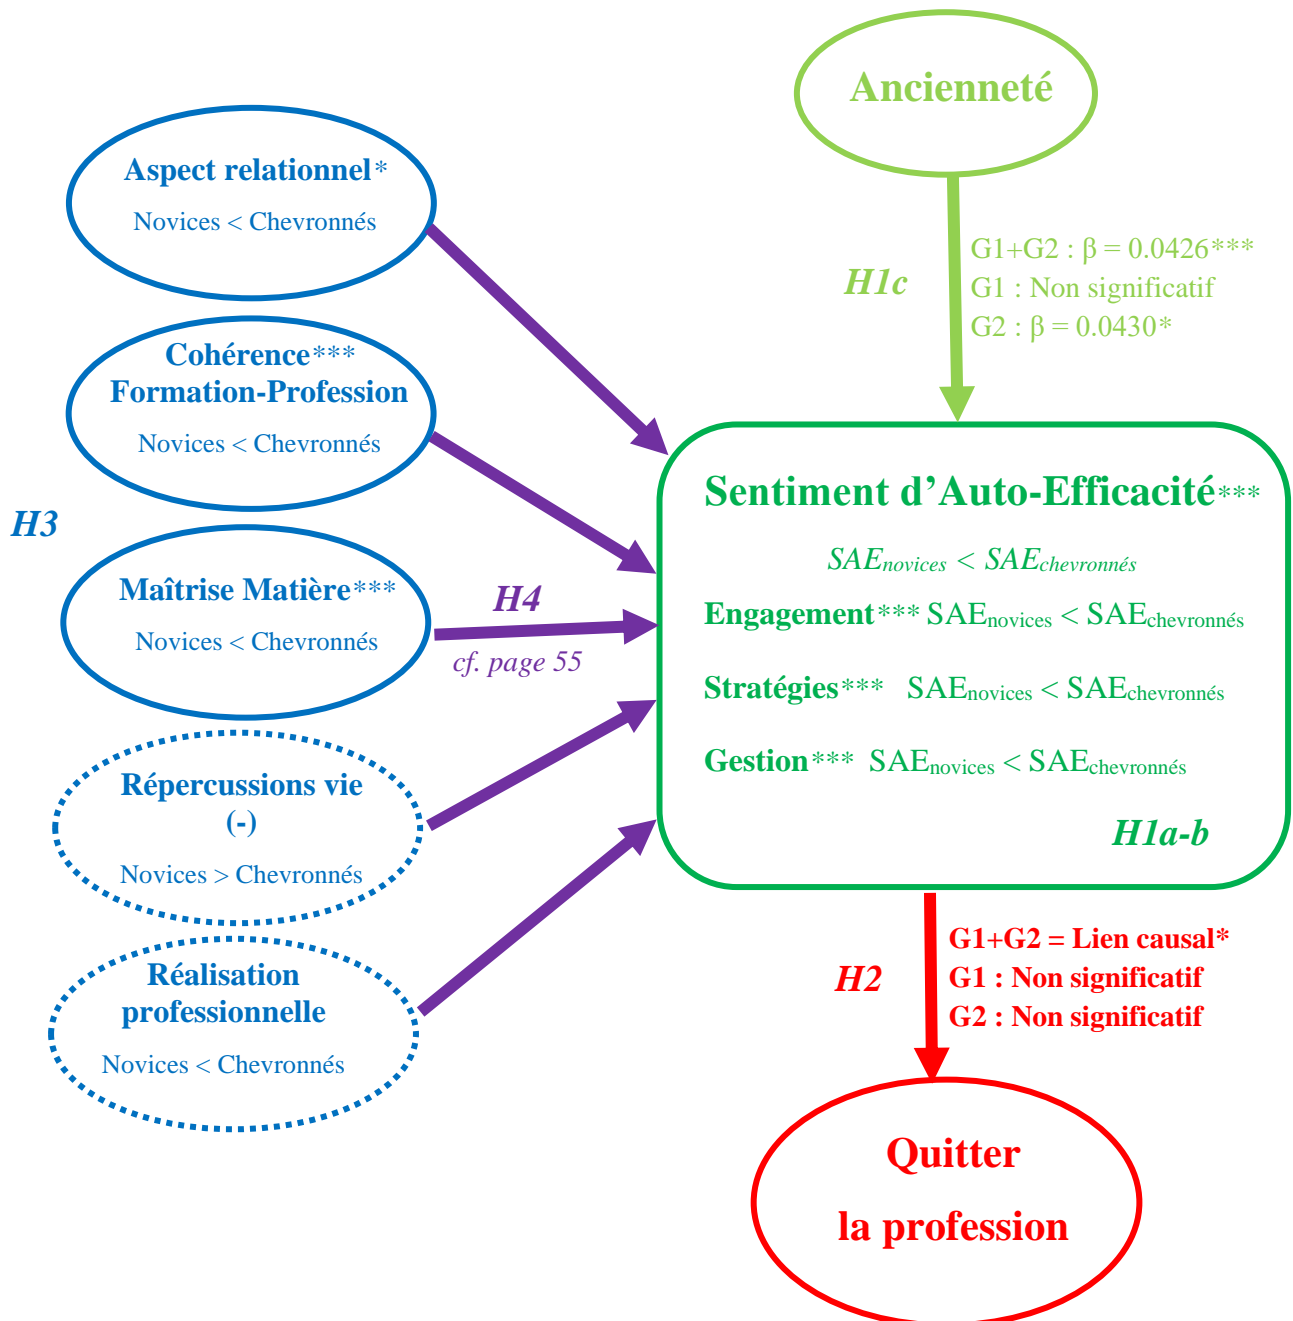 Ancienneté
G1+G2 : β = 0.0426***
H1c
G1 : Non significatif
G2 : β = 0.0430*
Aspect relationnel*
Novices < Chevronnés
Cohérence***
Formation-Profession
Novices < Chevronnés
H3
Maîtrise Matière***
Novices < Chevronnés
Répercussions vie
(-)
Novices > Chevronnés
Réalisation
professionnelle
Novices < Chevronnés
H4
cf. page 55
Sentiment d’Auto-Efficacité***
SAEnovices < SAEchevronnés
Engagement*** SAEnovices < SAEchevronnés
Stratégies*** SAEnovices < SAEchevronnés
Gestion*** SAEnovices < SAEchevronnés
H1a-b
G1+G2 = Lien causal*
H2
G1 : Non significatif
G2 : Non significatif
Quitter
la profession